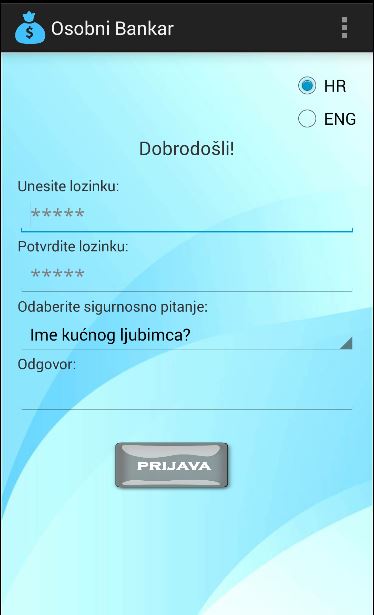 Osobni Bankar
HR
ENG
Dobrodošli!
Unesite lozinku:
*****
Potvrdite lozinku:
*****
Odaberite sigurnosno pitanje:
Ime kućnog ljubimca?
Odgovor:
PRIJAVA